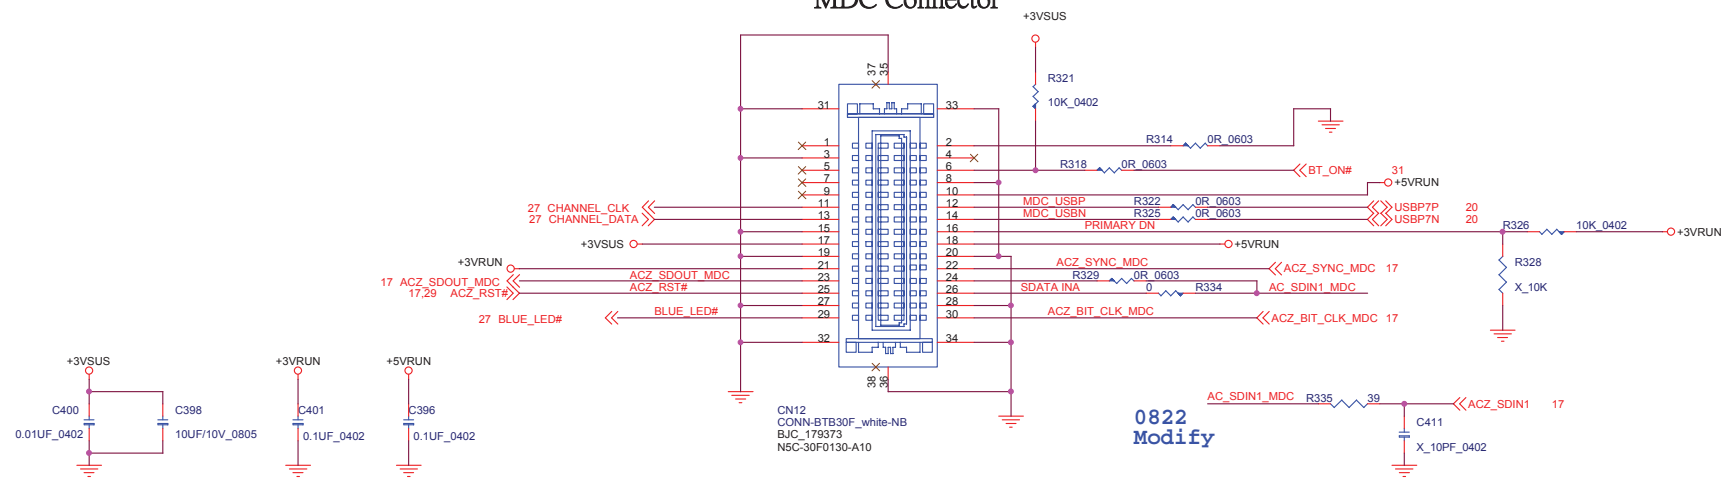 MDC Connector
+3VSUS
37
35
R321
10K_0402
31
33
1
2
R314
0R_0603
3
4
5
6
R318
0R_0603
BT_ON#
31
7
8
+5VRUN
9
10
27 CHANNEL_CLK
11
12
MDC_USBP
R322
0R_0603
USBP7P
20
27 CHANNEL_DATA
13
14
MDC_USBN
R325
0R_0603
USBP7N
20
15
16
PRIMARY DN
R326
10K_0402
+3VRUN
+3VSUS
17
18
+5VRUN
19
20
+3VRUN
21
22
ACZ_SYNC_MDC
ACZ_SYNC_MDC
17
R328
X_10K
17 ACZ_SDOUT_MDC
ACZ_SDOUT_MDC
23
24
R329
0R_0603
17,29 ACZ_RST#
ACZ_RST#
25
26
SDATA INA
0
R334
AC_SDIN1_MDC
27
28
27 BLUE_LED#
BLUE_LED#
29
30
ACZ_BIT_CLK_MDC
ACZ_BIT_CLK_MDC
17
32
34
38
36
+3VSUS
+3VRUN
+5VRUN
C400
0.01UF_0402
C398
10UF/10V_0805
C401
0.1UF_0402
C396
0.1UF_0402
CN12
CONN-BTB30F_white-NB
BJC_179373
N5C-30F0130-A10
0822
Modify
AC_SDIN1_MDC
R335
39
ACZ_SDIN1
17
C411
X_10PF_0402